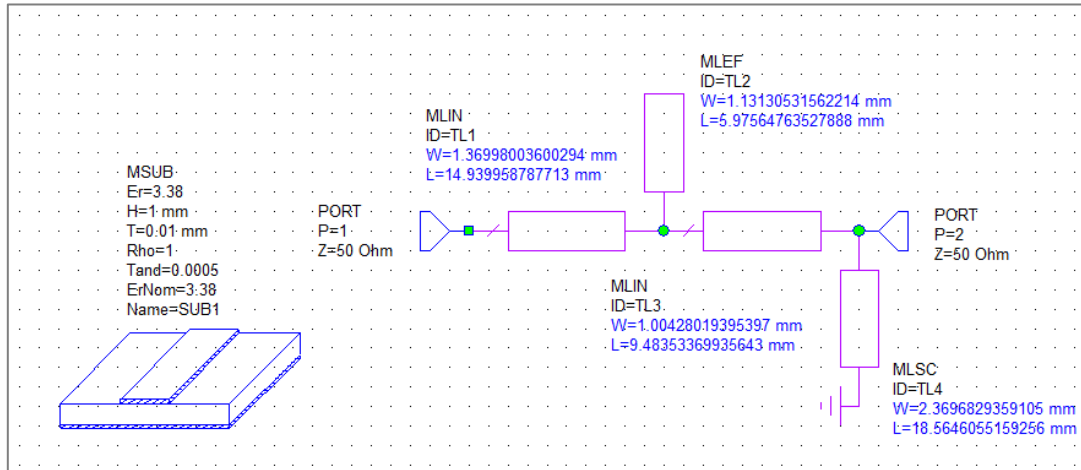 MLEF
ID=TL2
W=1.13130531562214 mm
L=5.97564763527888 mm
MLIN
ID=TL1
W=1.36998003600294 mm
L=14.939958787713 mm
MSUB
Er=3.38
H=1 mm
T=0.01 mm
Rho=1
Tand=0.0005
ErNom=3.38
Name=SUB1
PORT
P=1
Z=50 Ohm
PORT
P=2
Z=50 Ohm
MLIN
ID=TL3
W=1.00428019395397 mm
L=9.48353369935643 mm
MLSC
ID=TL4
W=2.3696829359105 mm
L=18.5646055159256 mm